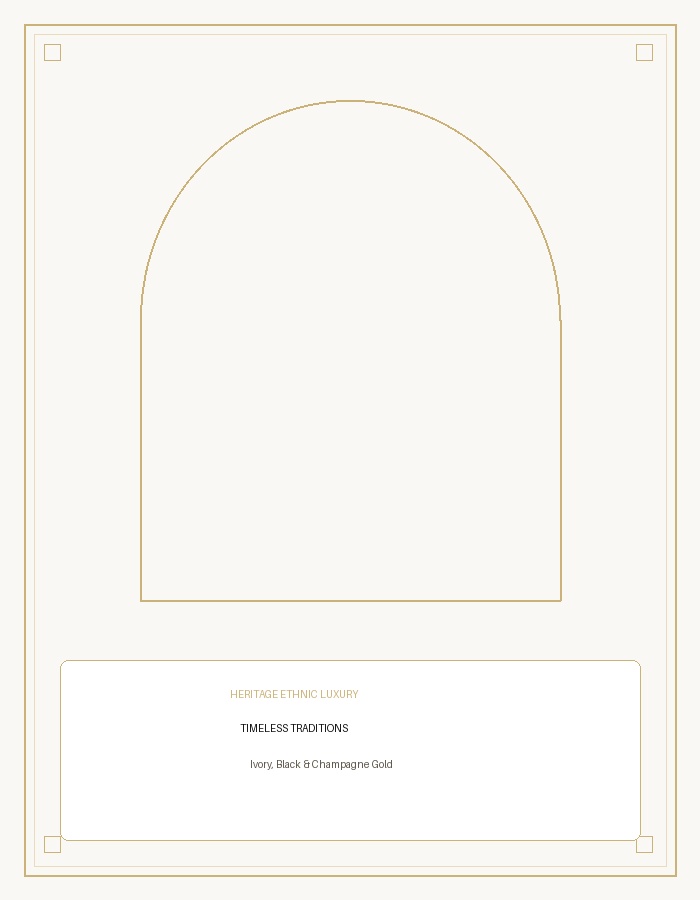 HERITAGE ETHNIC LUXURY
TIMELESS TRADITIONS
Ivory, Black & Champagne Gold